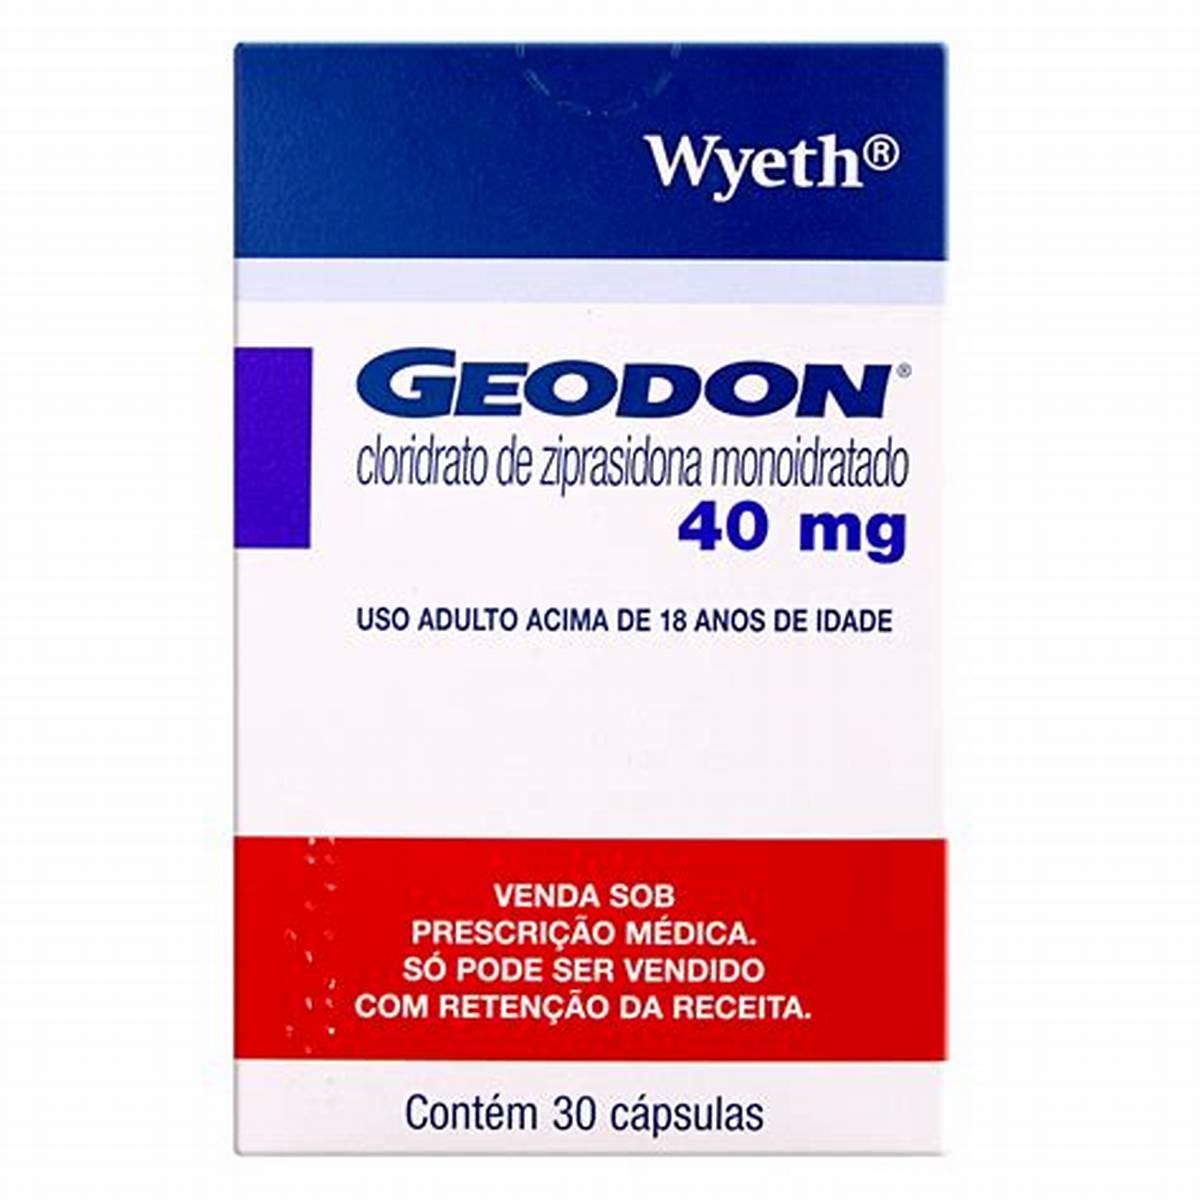 Wyeth®
GEODON®
cloridrato de ziprasidona monoidratado
40 mg
USO ADULTO ACIMA DE 18 ANOS DE IDADE
VENDA SOB
PRESCRIÇÃO MÉDICA.
SÓ PODE SER VENDIDO
COM RETENÇÃO DA RECEITA.
Contém 30 cápsulas